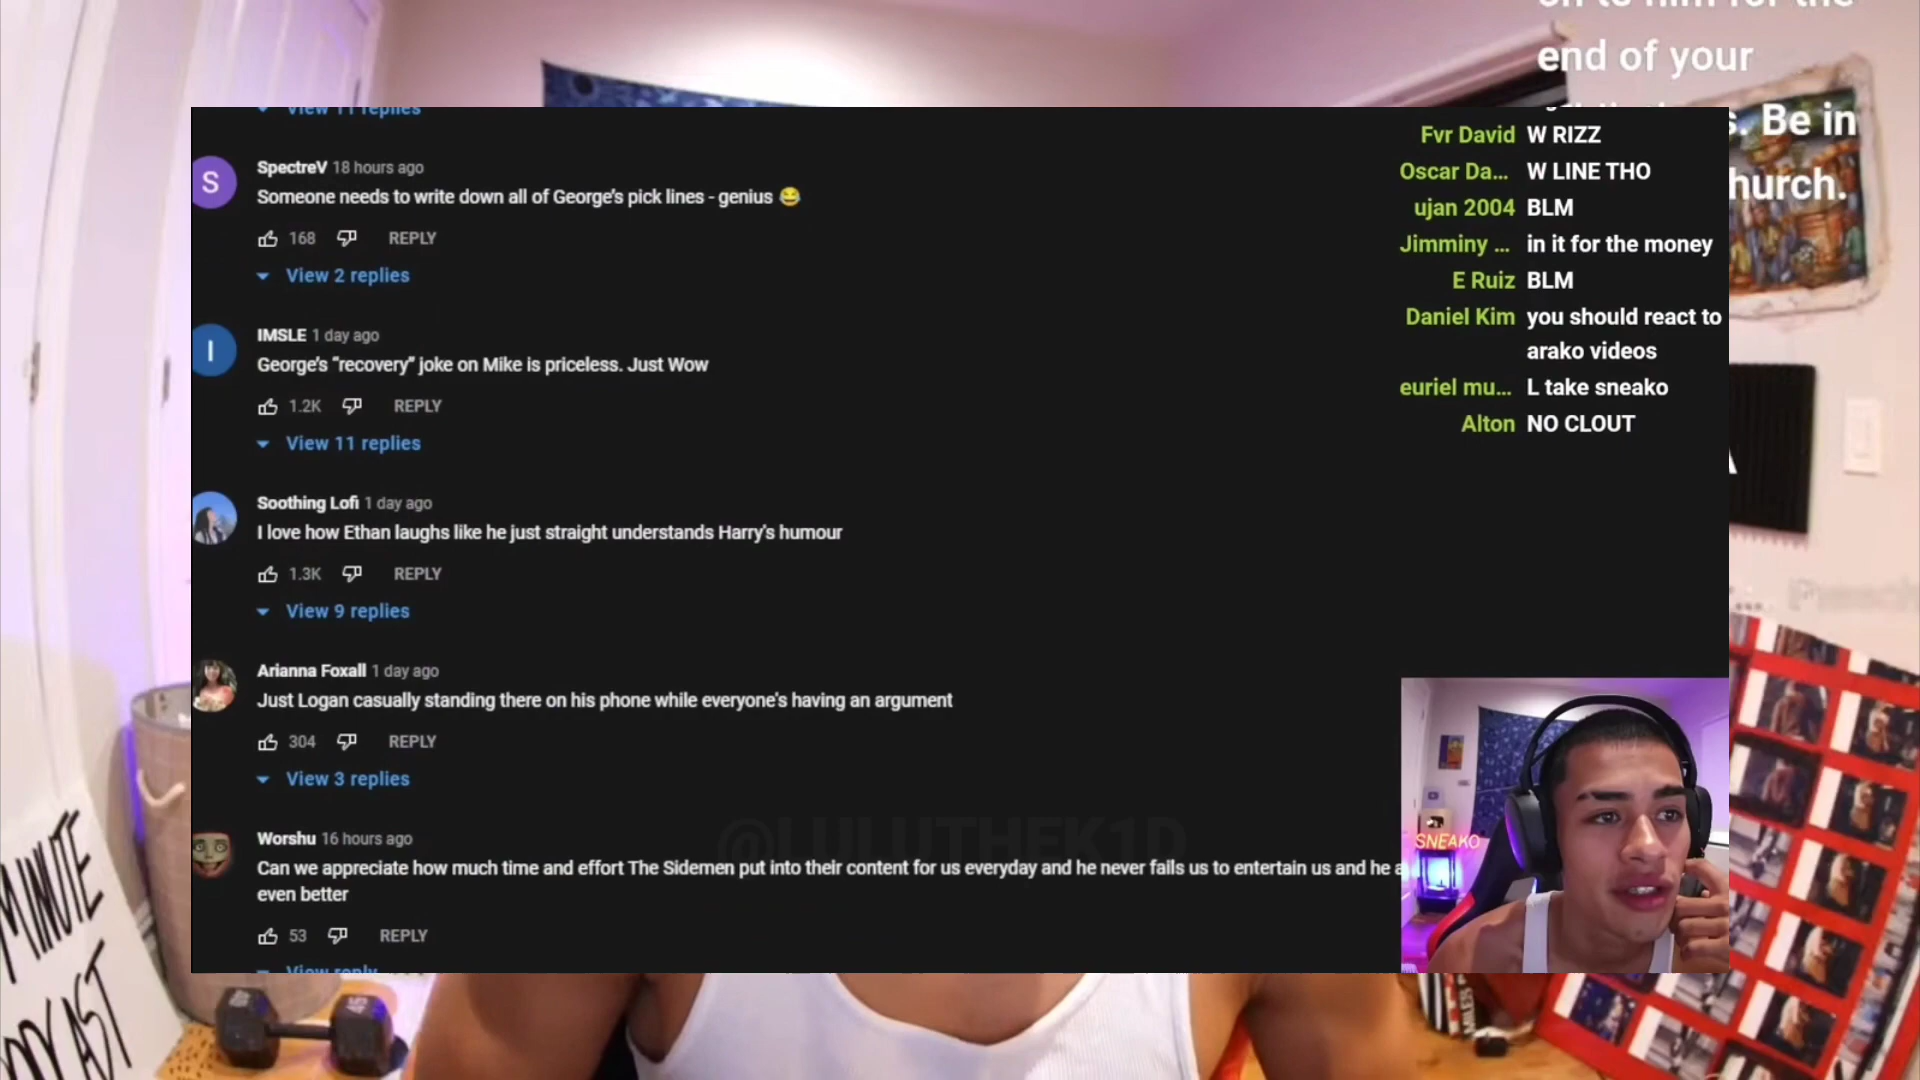 end of your
s. Be in
hurch.
View 11 replies
SpectreV 18 hours ago
Someone needs to write down all of George's pick lines - genius 😂
168 REPLY
View 2 replies
IMSLE 1 day ago
George's “recovery” joke on Mike is priceless. Just Wow
1.2K REPLY
View 11 replies
Soothing Lofi 1 day ago
I love how Ethan laughs like he just straight understands Harry's humour
1.3K REPLY
View 9 replies
Arianna Foxall 1 day ago
Just Logan casually standing there on his phone while everyone's having an argument
304 REPLY
View 3 replies
Worshu 16 hours ago
Can we appreciate how much time and effort The Sidemen put into their content for us everyday and he never fails us to entertain us and he a
even better
53 REPLY
View reply
Fvr David W RIZZ
Oscar Da... W LINE THO
ujan 2004 BLM
Jimminy ... in it for the money
E Ruiz BLM
Daniel Kim you should react to
arako videos
euriel mu... L take sneako
Alton NO CLOUT
@LULUTHEK1D
SNEAKO
MINUTE